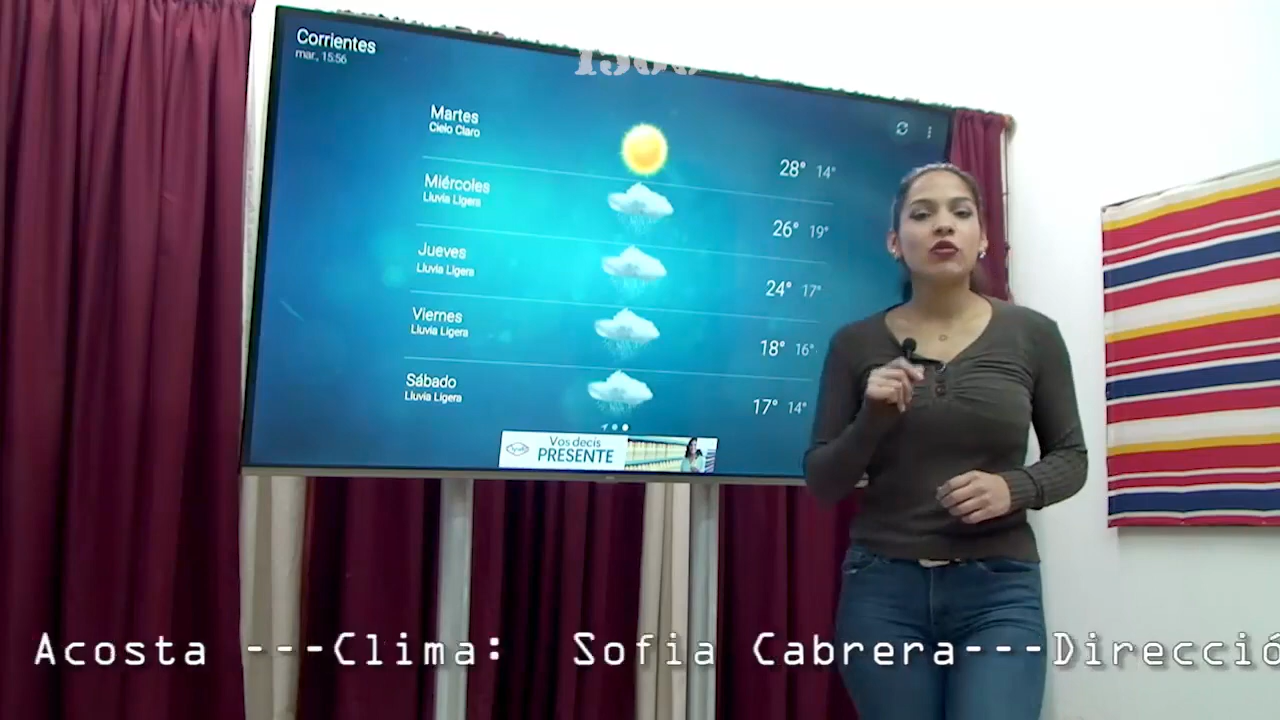 Corrientes
mar., 15:56
Martes
Cielo Claro
28° 14°
Miércoles
Lluvia Ligera
26° 19°
Jueves
Lluvia Ligera
24° 17°
Viernes
Lluvia Ligera
18° 16°
Sábado
Lluvia Ligera
17° 14°
Vos decís
PRESENTE
Acosta ---Clima: Sofia Cabrera---Direcció